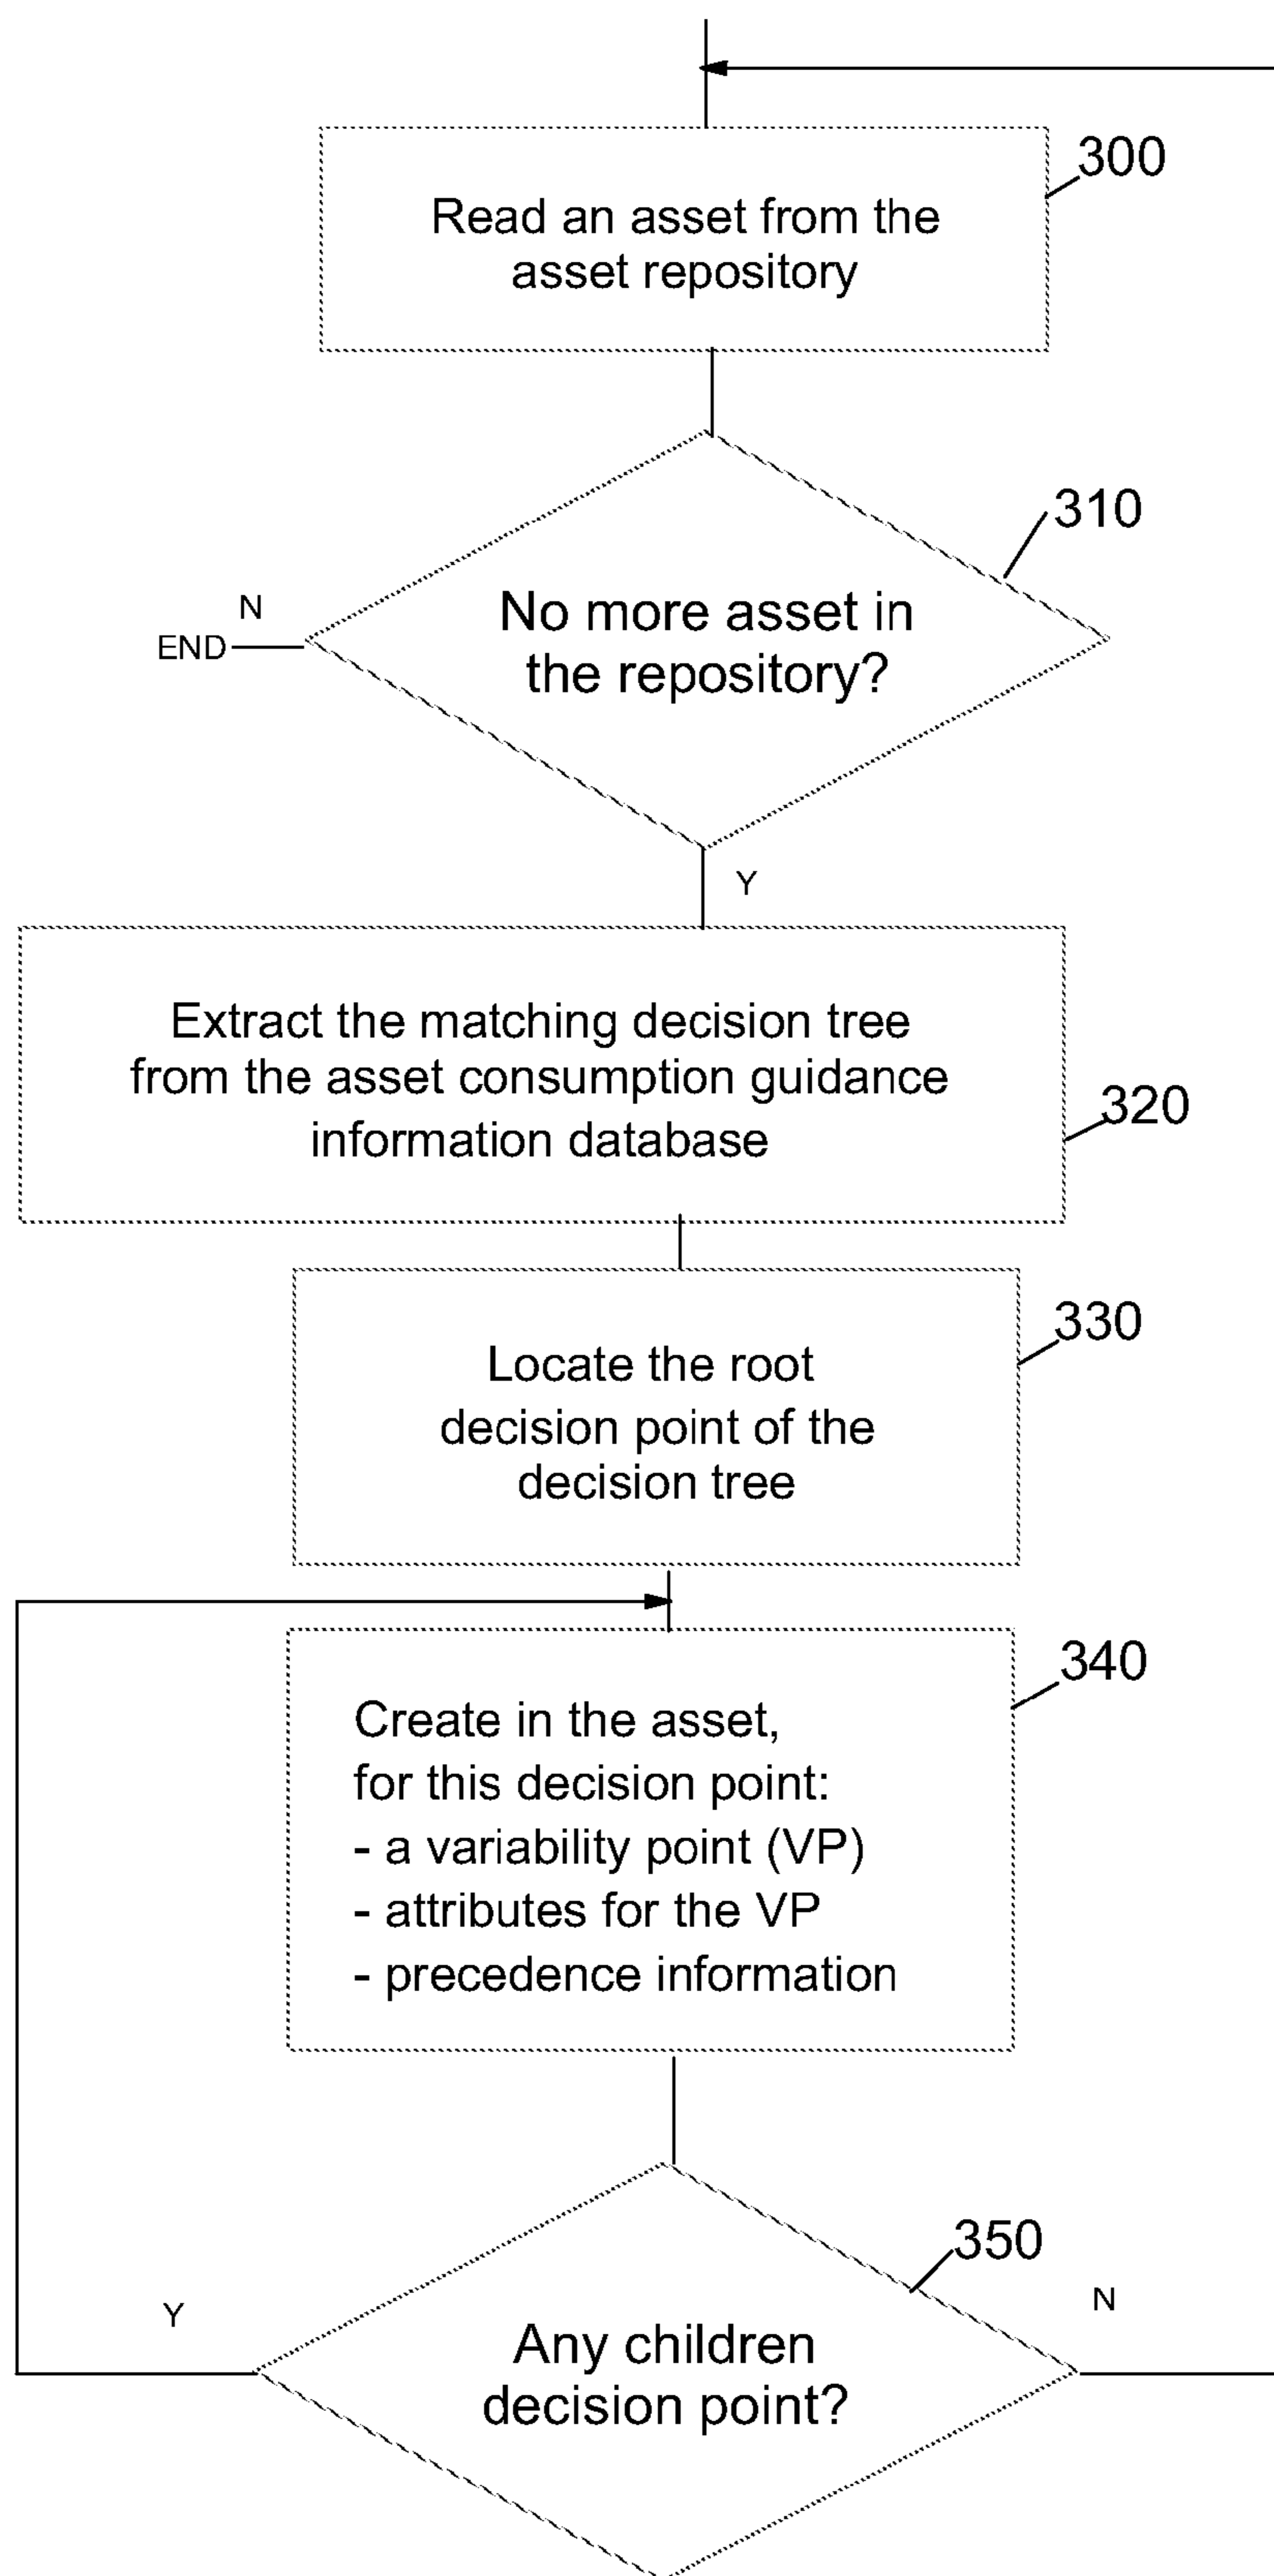 300
Read an asset from the
asset repository
310
N
No more asset in
END
the repository?
Y
Extract the matching decision tree
from the asset consumption guidance
320
information database
330
Locate the root
decision point of the
decision tree
340
Create in the asset,
for this decision point:
- a variability point (VP)
- attributes for the VP
- precedence information
350
Y
N
Any children
decision point?